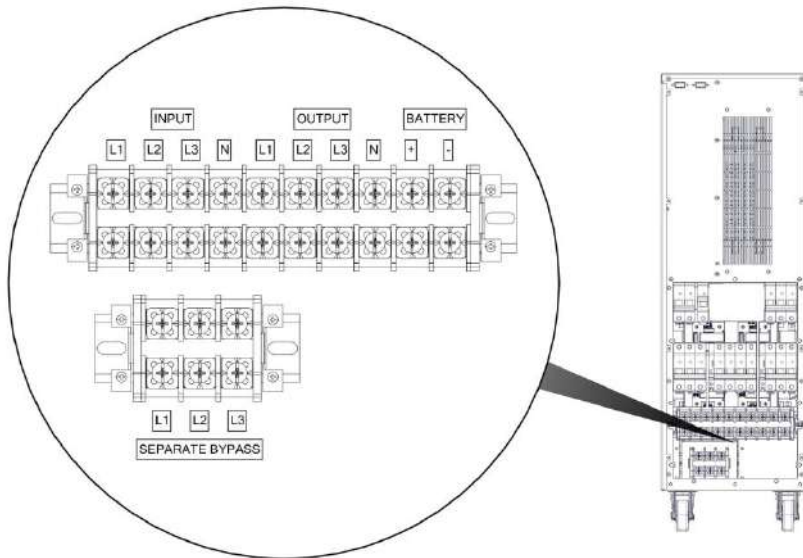 INPUT OUTPUT BATTERY
L1 L2 L3 N L1 L2 L3 N + -
L1 L2 L3
SEPARATE BYPASS